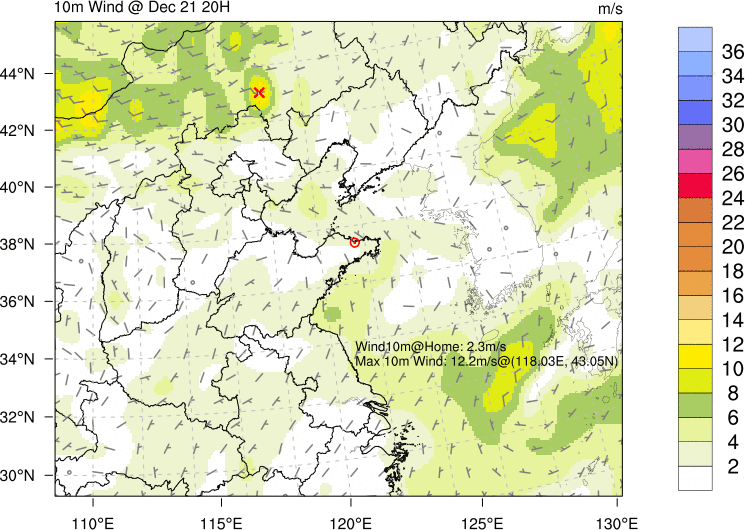 10m Wind @ Dec 21 20H
m/s
44°N
42°N
40°N
38°N
36°N
34°N
32°N
30°N
110°E
115°E
120°E
125°E
130°E
Wind10m@Home: 2.3m/s
Max 10m Wind: 12.2m/s@(118.03E, 43.05N)
36
34
32
30
28
26
24
22
20
18
16
14
12
10
8
6
4
2